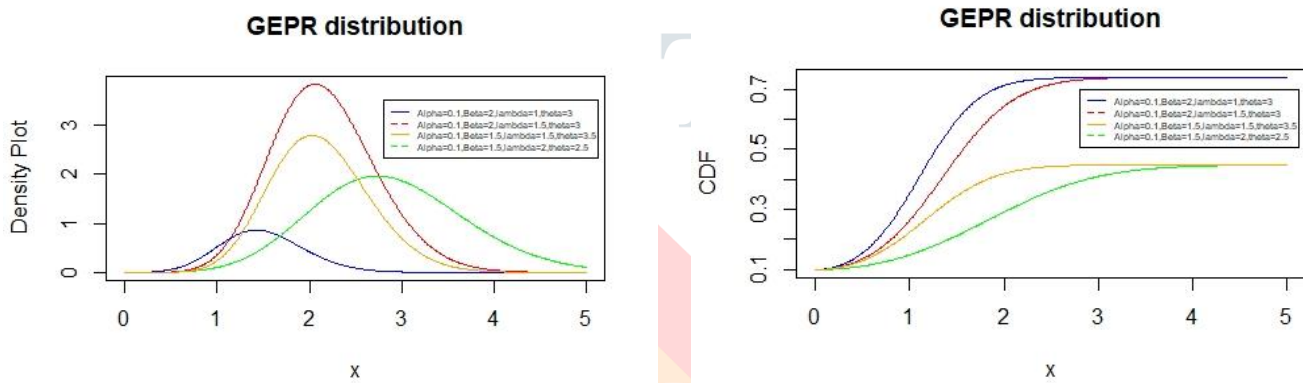 GEPR distribution
Density Plot
3
2
1
0
Alpha=0.1,Beta=2,lambda=1,theta=3
Alpha=0.1,Beta=2,lambda=1.5,theta=3
Alpha=0.1,Beta=1.5,lambda=1.5,theta=3.5
Alpha=0.1,Beta=1.5,lambda=2,theta=2.5
0 1 2 3 4 5
x
GEPR distribution
CDF
0.7
0.5
0.3
0.1
Alpha=0.1,Beta=2,lambda=1,theta=3
Alpha=0.1,Beta=2,lambda=1.5,theta=3
Alpha=0.1,Beta=1.5,lambda=1.5,theta=3.5
Alpha=0.1,Beta=1.5,lambda=2,theta=2.5
0 1 2 3 4 5
x